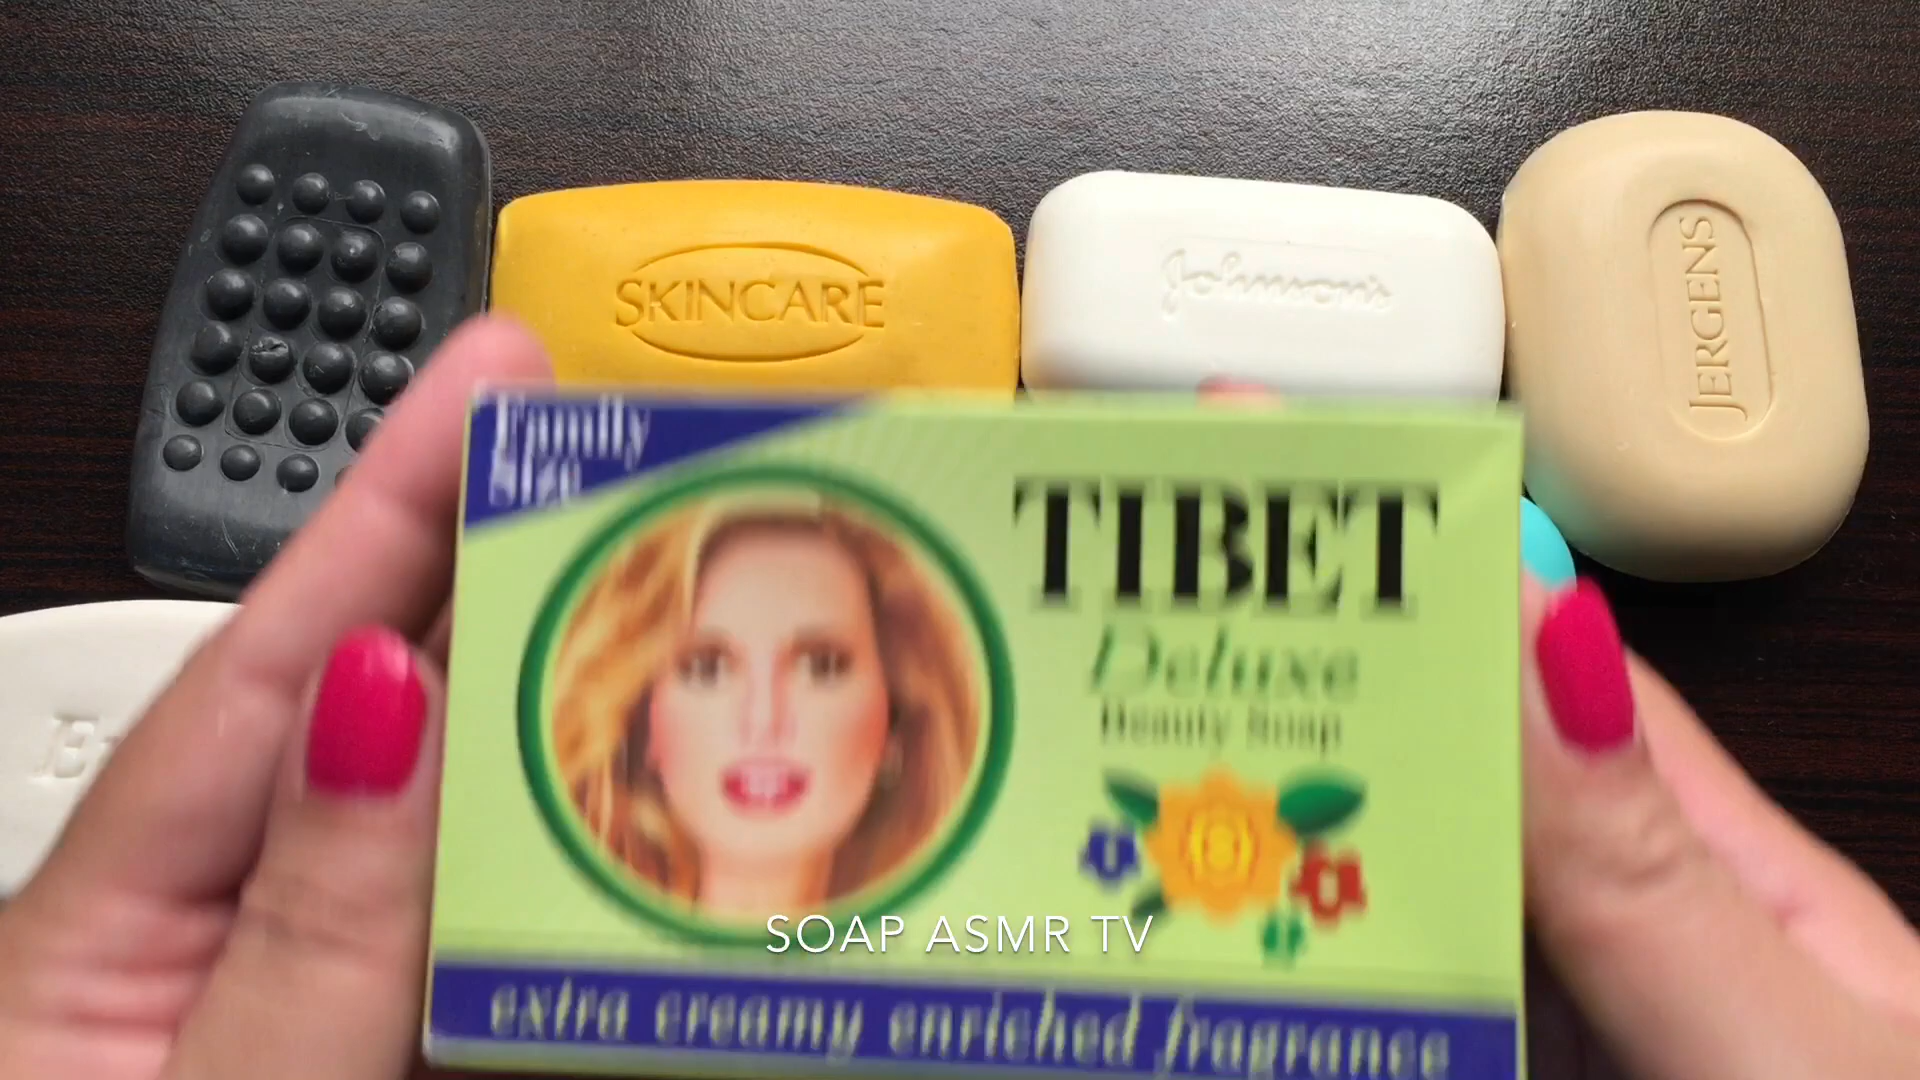 SKINCARE
Johnson's
JERGENS
Family
Size
TIBET
Deluxe
Beauty Soap
SOAP ASMR TV
extra creamy enriched fragrance